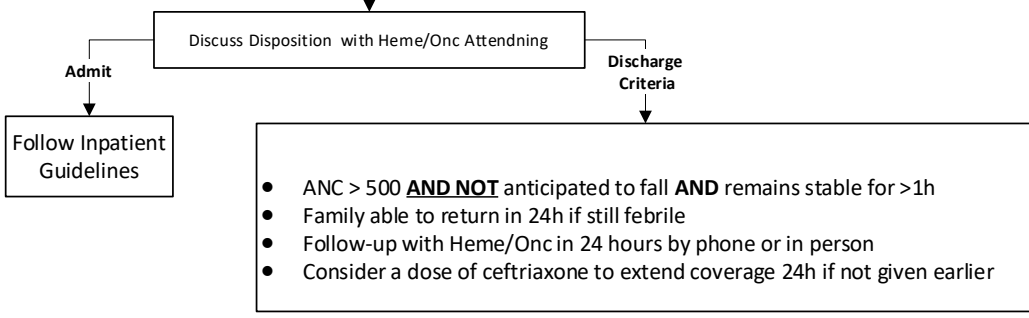 Discuss Disposition with Heme/Onc Attendning
Admit
Discharge
Criteria
Follow Inpatient
Guidelines
● ANC > 500 AND NOT anticipated to fall AND remains stable for >1h
● Family able to return in 24h if still febrile
● Follow-up with Heme/Onc in 24 hours by phone or in person
● Consider a dose of ceftriaxone to extend coverage 24h if not given earlier